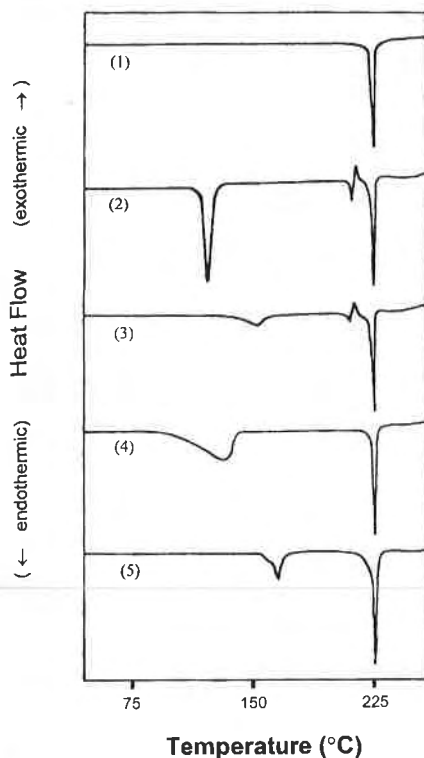 (1)
(2)
(3)
(4)
(5)
Heat Flow
(exothermic →)
(← endothermic)
75 150 225
Temperature (°C)